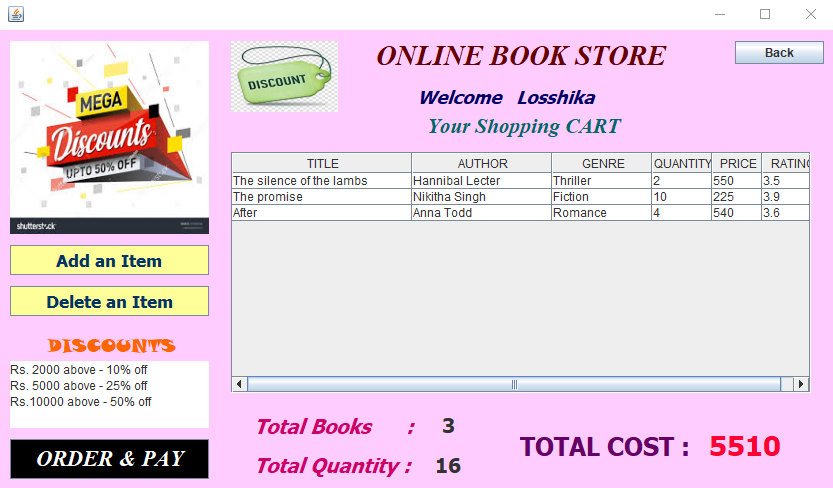 ONLINE BOOK STORE
Back
MEGA
Discounts
UPTO 50% OFF
shutterstock
DISCOUNT
Welcome Losshika
Your Shopping CART
TITLE AUTHOR GENRE QUANTITY PRICE RATING
The silence of the lambs Hannibal Lecter Thriller 2 550 3.5
The promise Nikitha Singh Fiction 10 225 3.9
After Anna Todd Romance 4 540 3.6
Add an Item
Delete an Item
DISCOUNTS
Rs. 2000 above - 10% off
Rs. 5000 above - 25% off
Rs.10000 above - 50% off
ORDER & PAY
Total Books : 3
Total Quantity : 16
TOTAL COST : 5510